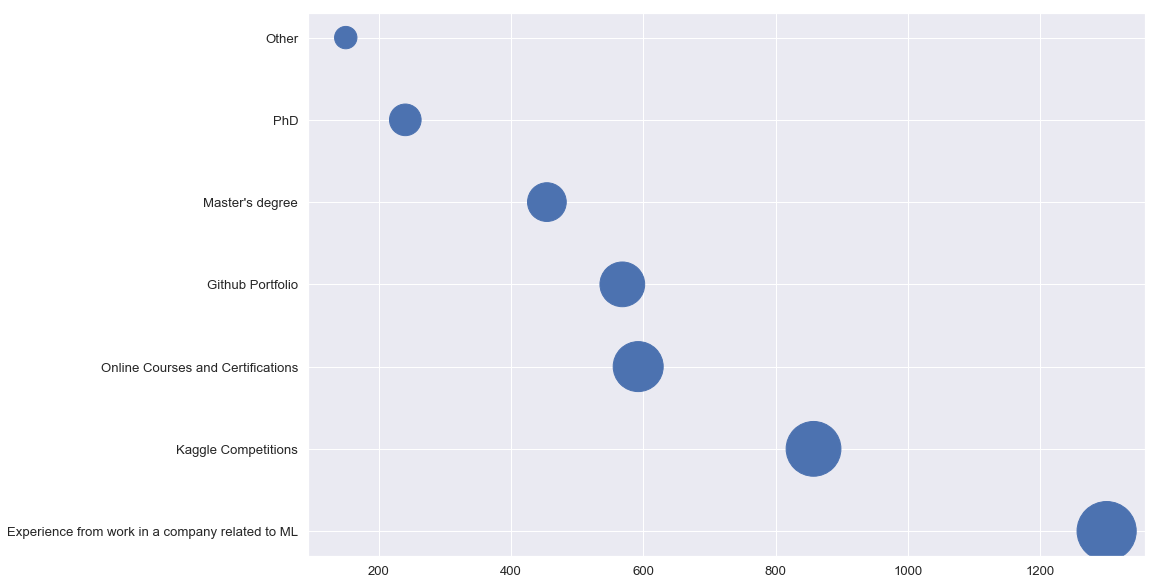 Other
PhD
Master's degree
Github Portfolio
Online Courses and Certifications
Kaggle Competitions
Experience from work in a company related to ML
200 400 600 800 1000 1200